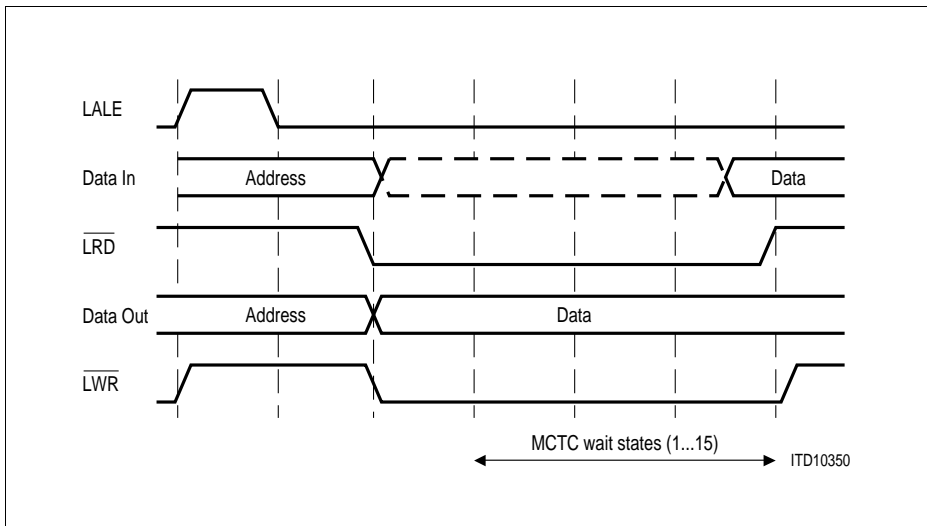 LALE
Data In Address Data
LRD
Data Out Address Data
LWR
MCTC wait states (1...15)
ITD10350